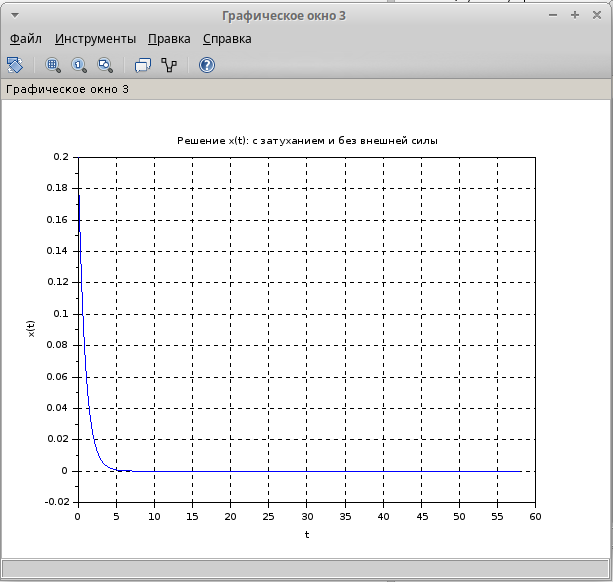 Графическое окно 3
Файл Инструменты Правка Справка
Графическое окно 3
Решение x(t): с затуханием и без внешней силы
0.2
0.18
0.16
0.14
0.12
0.1
0.08
0.06
0.04
0.02
0
-0.02
x(t)
0 5 10 15 20 25 30 35 40 45 50 55 60
t